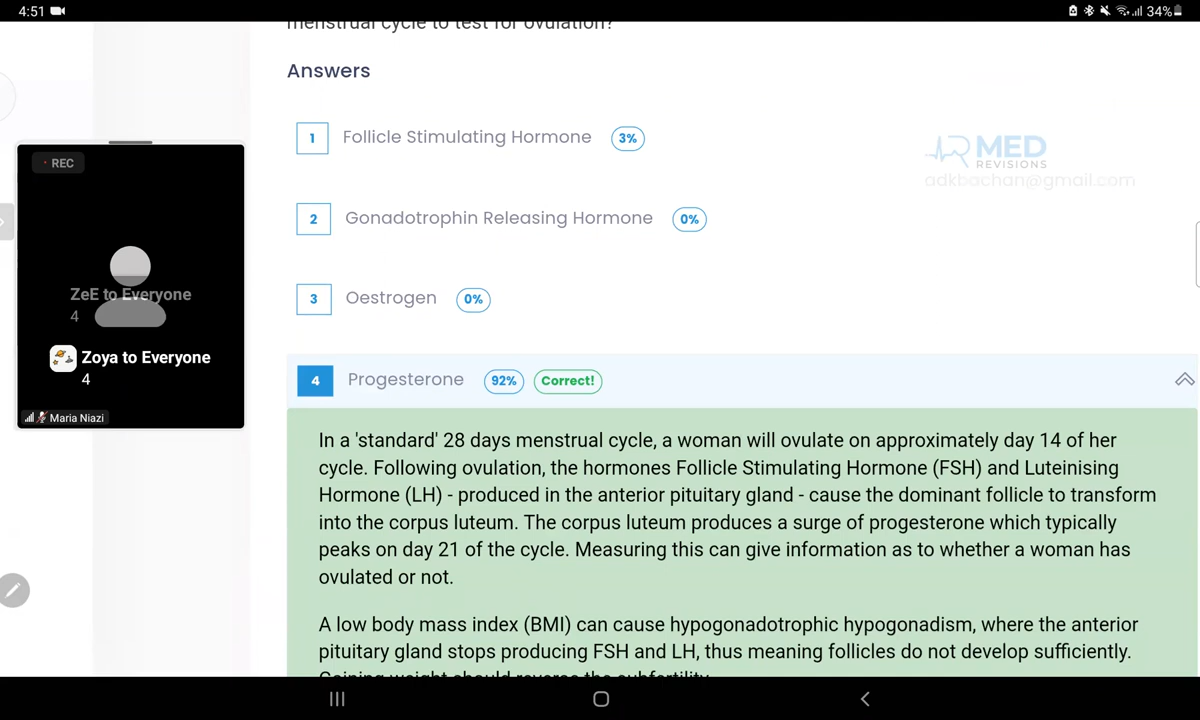 4:51
34%
menstrual cycle to test for ovulation?
Answers
1 Follicle Stimulating Hormone 3%
MED
REVISIONS
adkbachan@gmail.com
REC
2 Gonadotrophin Releasing Hormone 0%
ZeE to Everyone
4
3 Oestrogen 0%
Zoya to Everyone
4
Maria Niazi
4 Progesterone 92% Correct!
In a 'standard' 28 days menstrual cycle, a woman will ovulate on approximately day 14 of her
cycle. Following ovulation, the hormones Follicle Stimulating Hormone (FSH) and Luteinising
Hormone (LH) - produced in the anterior pituitary gland - cause the dominant follicle to transform
into the corpus luteum. The corpus luteum produces a surge of progesterone which typically
peaks on day 21 of the cycle. Measuring this can give information as to whether a woman has
ovulated or not.
A low body mass index (BMI) can cause hypogonadotrophic hypogonadism, where the anterior
pituitary gland stops producing FSH and LH, thus meaning follicles do not develop sufficiently.
Gaining weight should reverse the subfertility.